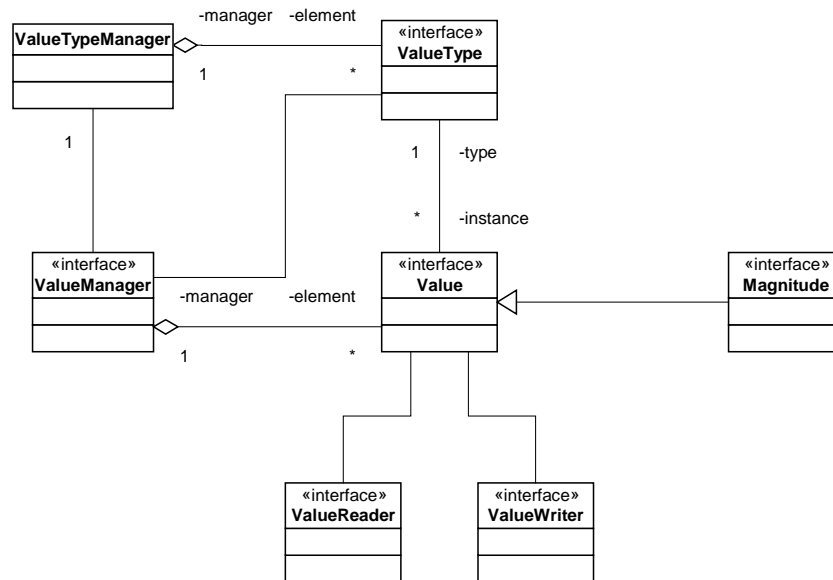 -manager -element
«interface»
ValueTypeManager
ValueType
1 *
1
1 -type
* -instance
«interface»
ValueManager
«interface»
Value
«interface»
Magnitude
-manager -element
1 *
«interface»
ValueReader
«interface»
ValueWriter